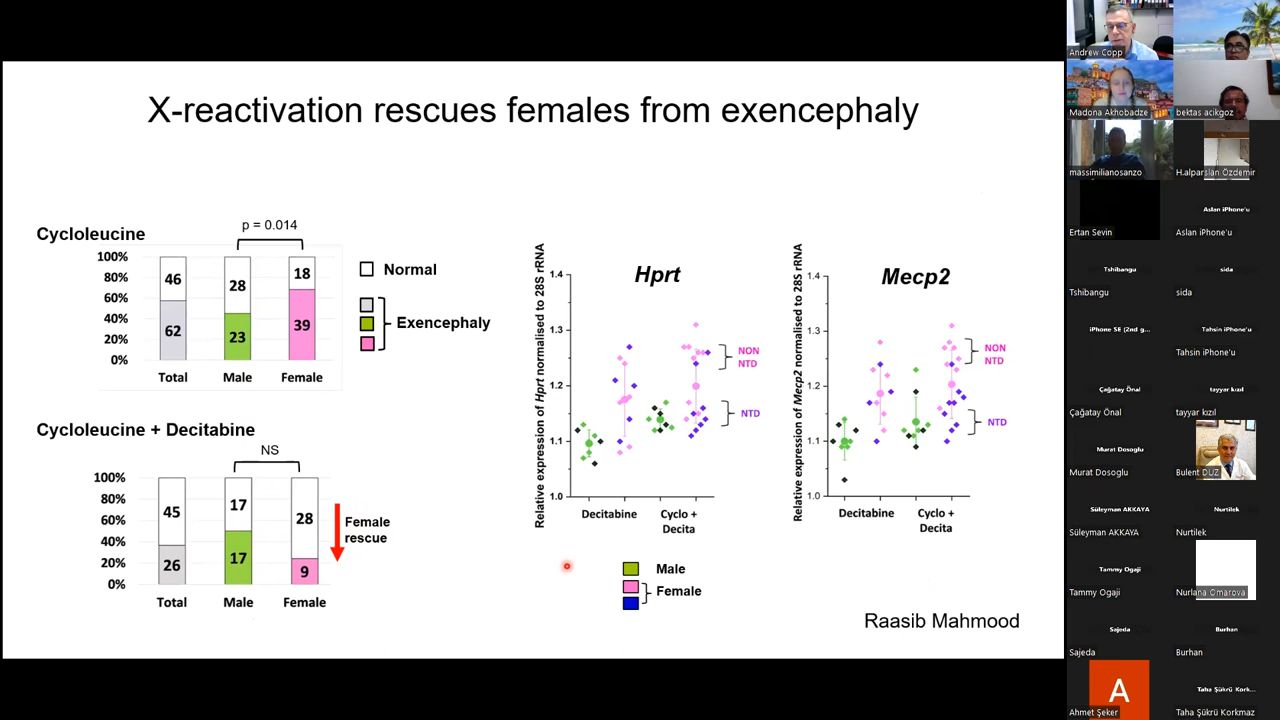 X-reactivation rescues females from exencephaly
Cycloleucine
p = 0.014
100%
80%
60%
40%
20%
0%
46
62
28
23
18
39
Total
Male
Female
Normal
Exencephaly
Cycloleucine + Decitabine
NS
100%
80%
60%
40%
20%
0%
45
26
17
17
28
9
Total
Male
Female
Female
rescue
Relative expression of Hprt normalised to 28S rRNA
Hprt
1.4
1.3
1.2
1.1
1.0
NON
NTD
NTD
Decitabine
Cyclo +
Decita
Relative expression of Mecp2 normalised to 28S rRNA
Mecp2
1.4
1.3
1.2
1.1
1.0
NON
NTD
NTD
Decitabine
Cyclo +
Decita
Male
Female
Raasib Mahmood
Andrew Copp
Madona Akhobadze
bektas acikgoz
massimilianosanzo
H.alparslan Özdemir
Ertan Sevin
Aslan iPhone'u
Aslan iPhone'u
Tshibangu
Tshibangu
sida
sida
iPhone SE (2nd g...
Tahsin iPhone'u
Tahsin iPhone'u
Çağatay Önal
Çağatay Önal
tayyar kızıl
tayyar kızıl
Murat Dosoglu
Murat Dosoglu
Bulent DUZ
Süleyman AKKAYA
Süleyman AKKAYA
Nurtilek
Nurtilek
Tammy Ogaji
Tammy Ogaji
Nurlana Omarova
Sajeda
Sajeda
Burhan
Burhan
A
Ahmet Şeker
Taha Şükrü Kork...
Taha Şükrü Korkmaz